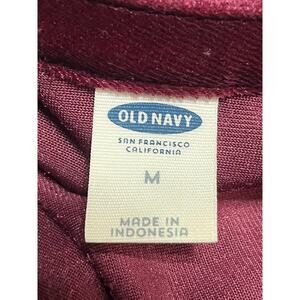 OLD NAVY
SAN FRANCISCO
CALIFORNIA
M
MADE IN
INDONESIA